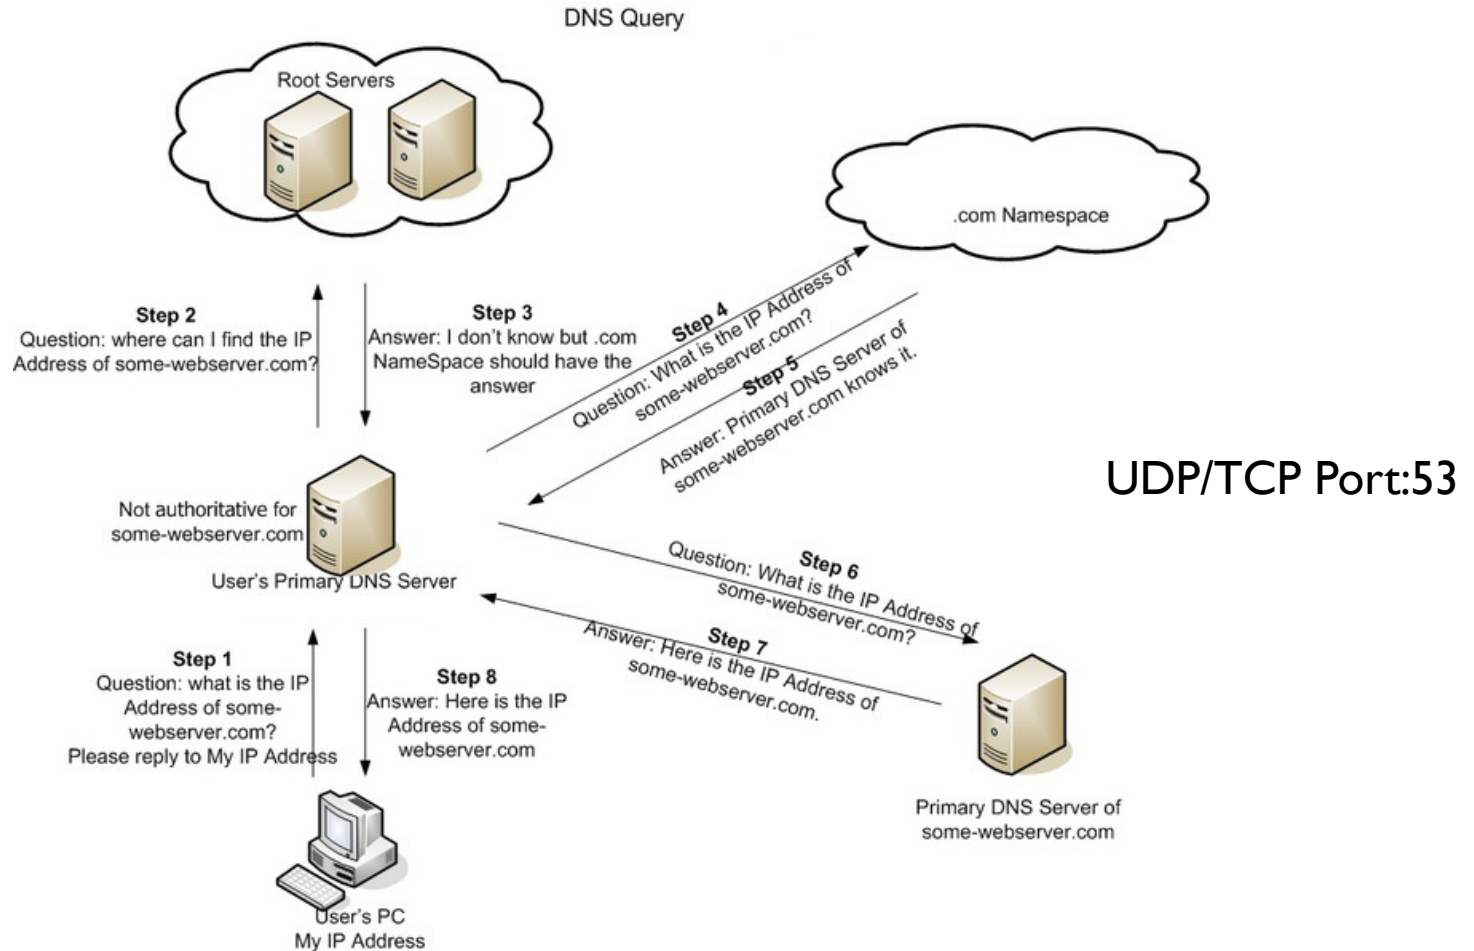 DNS Query
Root Servers
.com Namespace
Step 2
Question: where can I find the IP
Address of some-webserver.com?
Step 3
Answer: I don't know but .com
NameSpace should have the
answer
Step 4
Question: What is the IP Address of
some-webserver.com?
Step 5
Answer: Primary DNS Server of
some-webserver.com knows it.
UDP/TCP Port:53
Not authoritative for
some-webserver.com
User's Primary DNS Server
Step 6
Question: What is the IP Address of
some-webserver.com?
Step 7
Answer: Here is the IP Address of
some-webserver.com.
Step 1
Question: what is the IP
Address of some-
webserver.com?
Please reply to My IP Address
Step 8
Answer: Here is the IP
Address of some-
webserver.com
Primary DNS Server of
some-webserver.com
User's PC
My IP Address